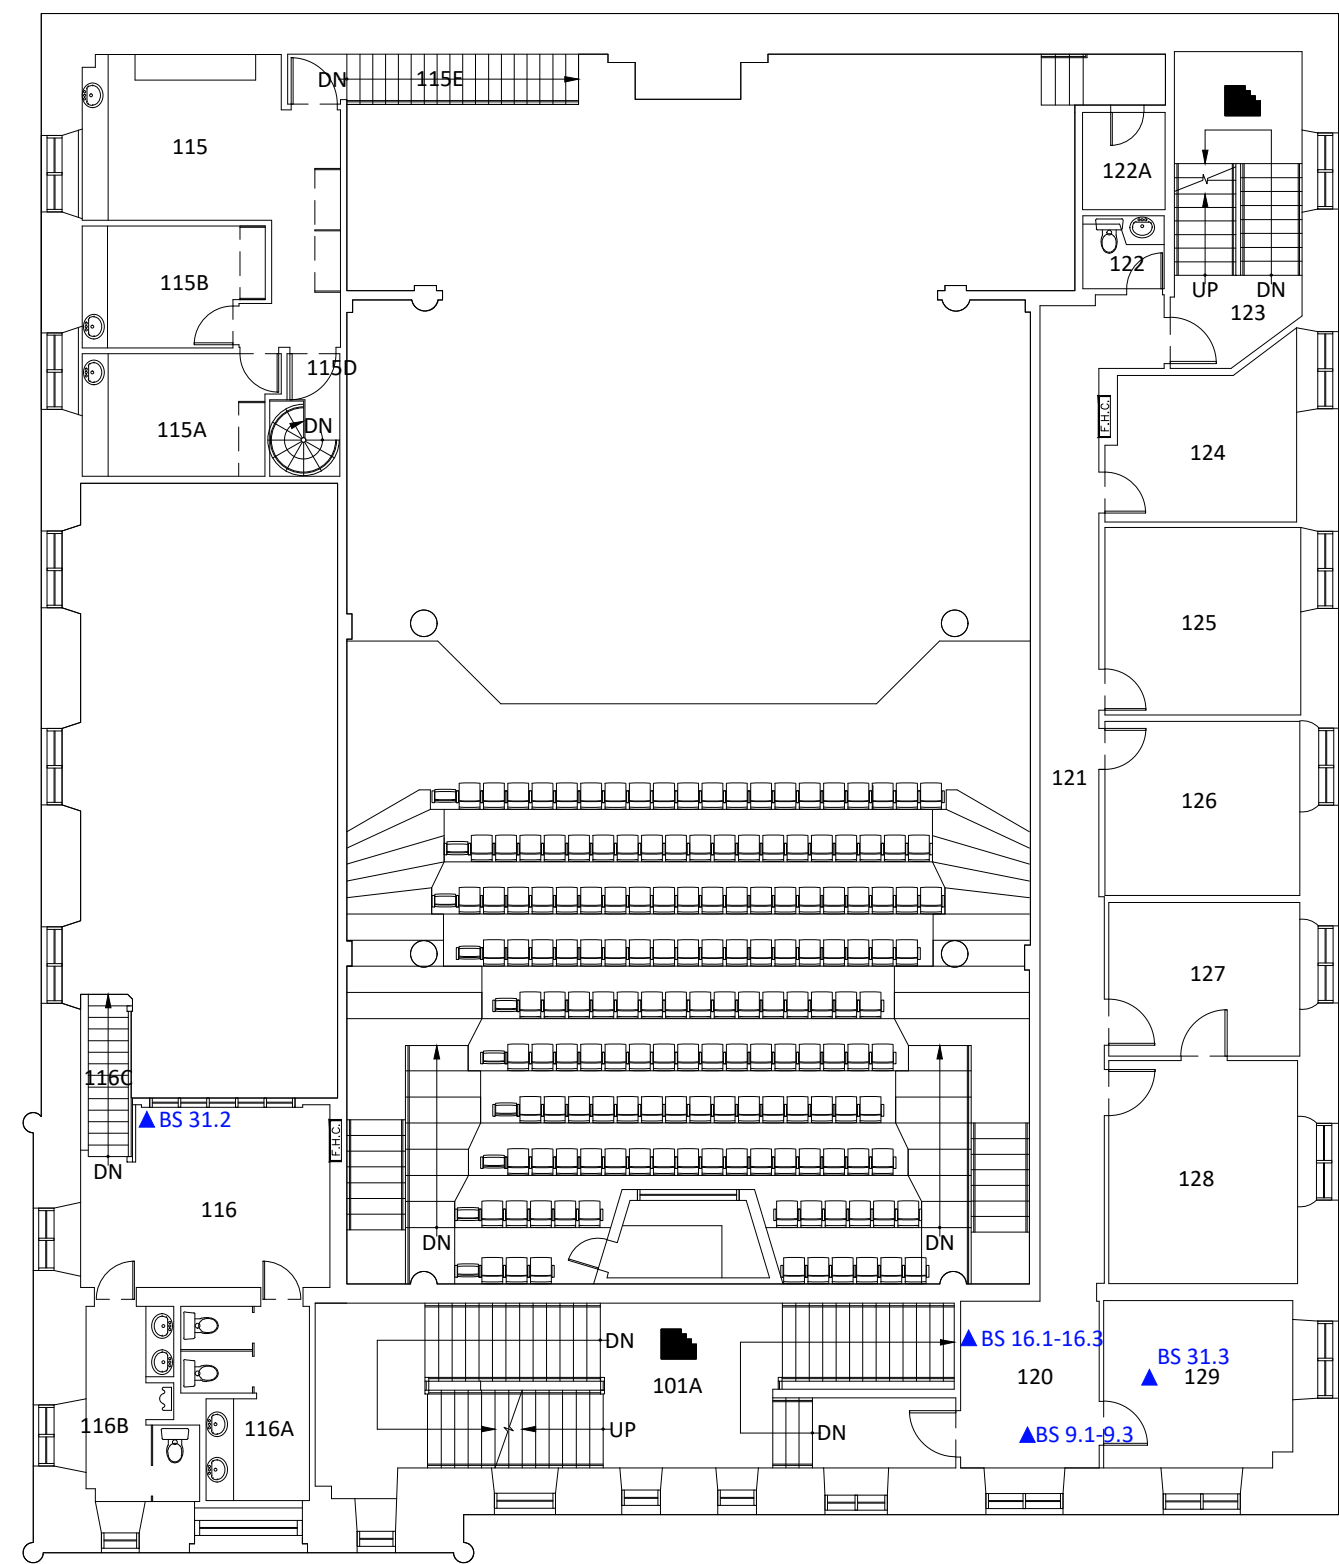 DN
115E
115
122A
115B
122
UP
DN
123
115D
115A
DN
F.H.C.
124
125
121
126
127
116C
BS 31.2
DN
F.H.C.
128
116
DN
DN
DN
BS 16.1-16.3
101A
120
BS 31.3
129
116B
116A
UP
DN
BS 9.1-9.3